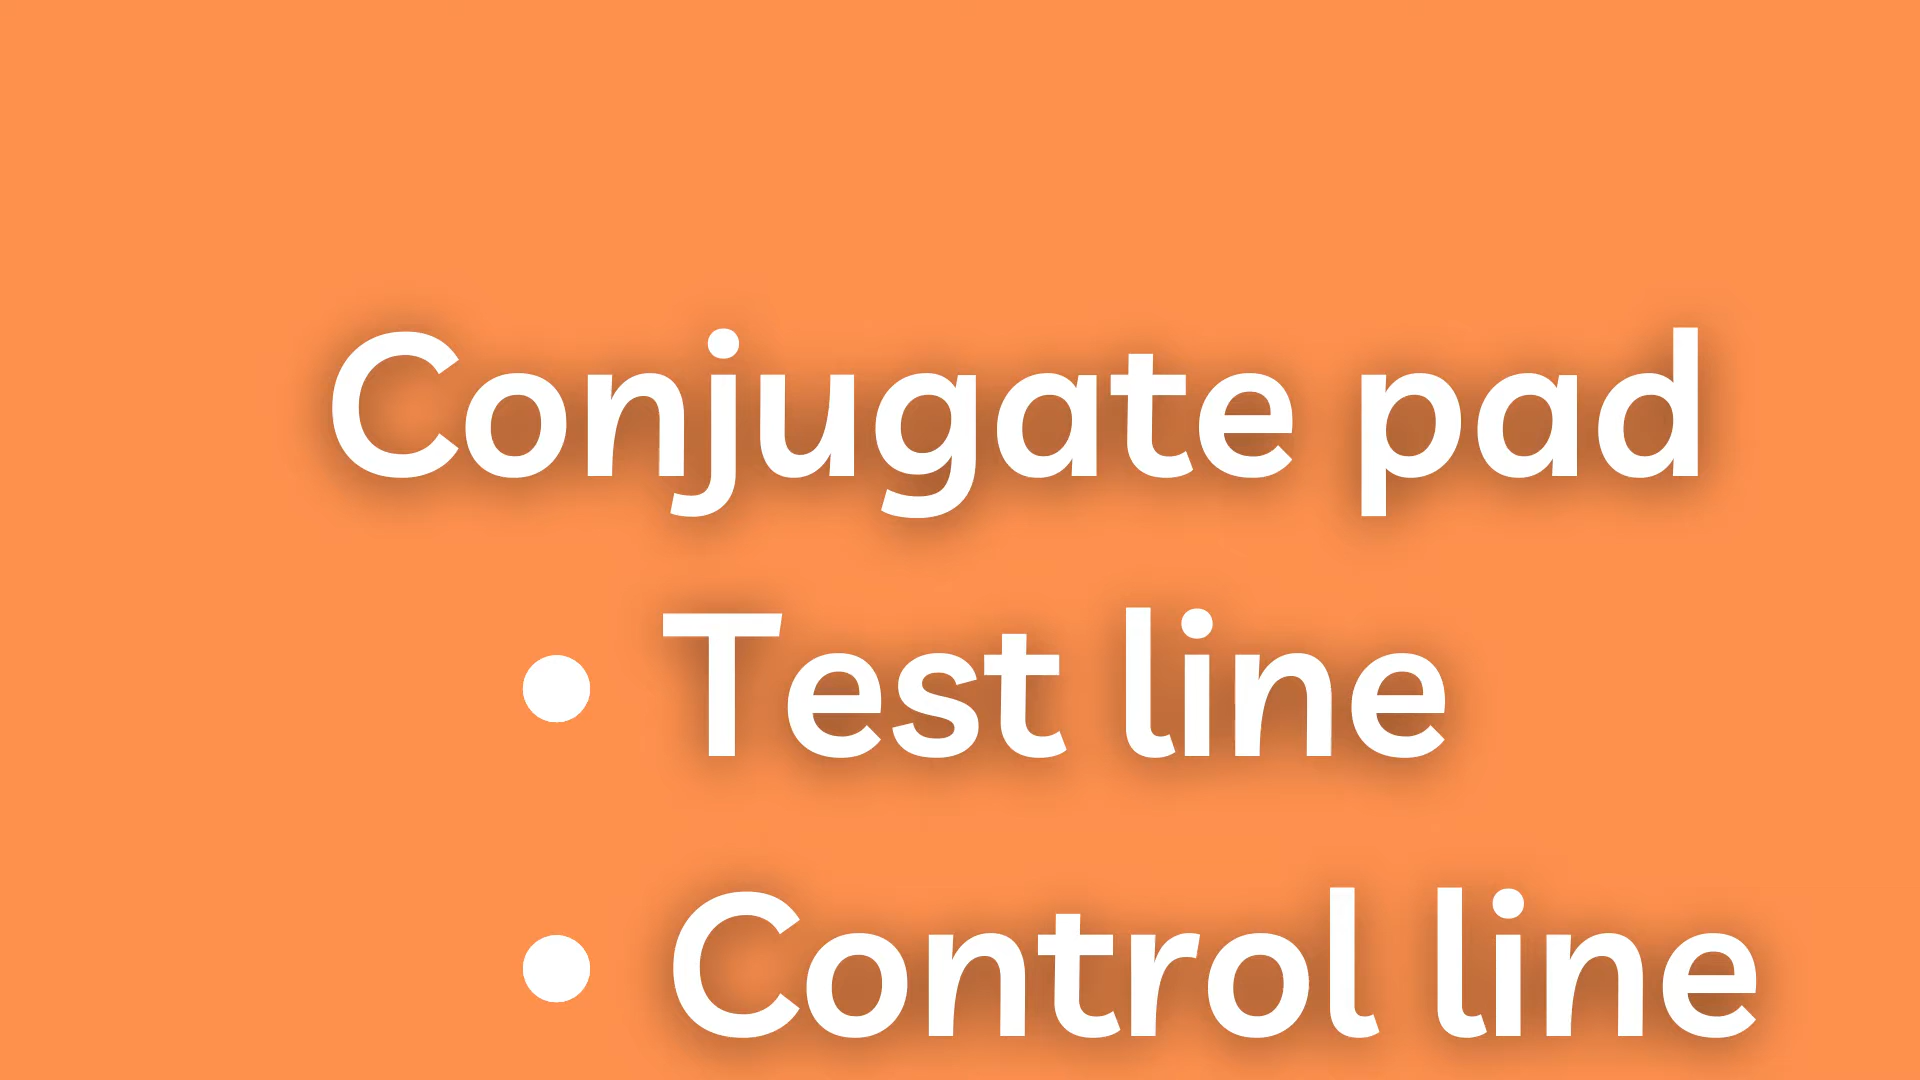 Conjugate pad
• Test line
• Control line